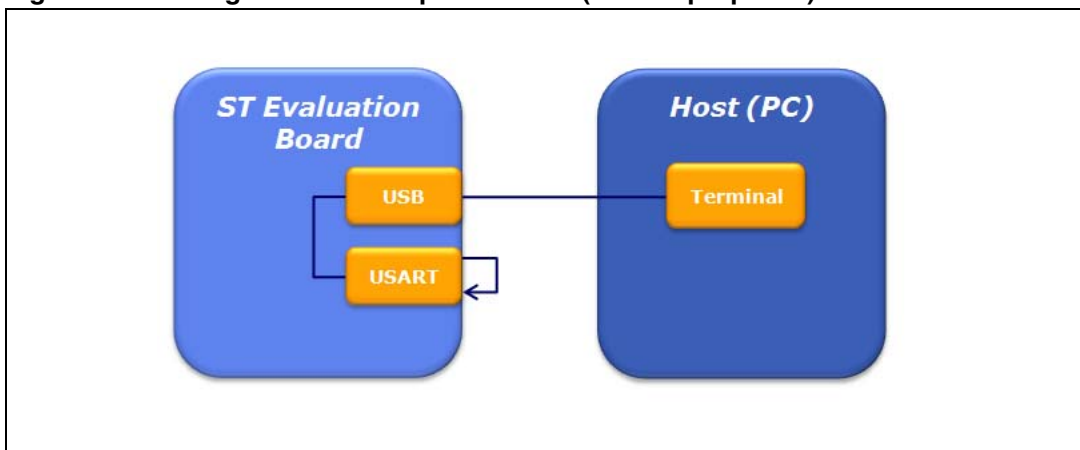 ST Evaluation
Board
Host (PC)
USB
Terminal
USART